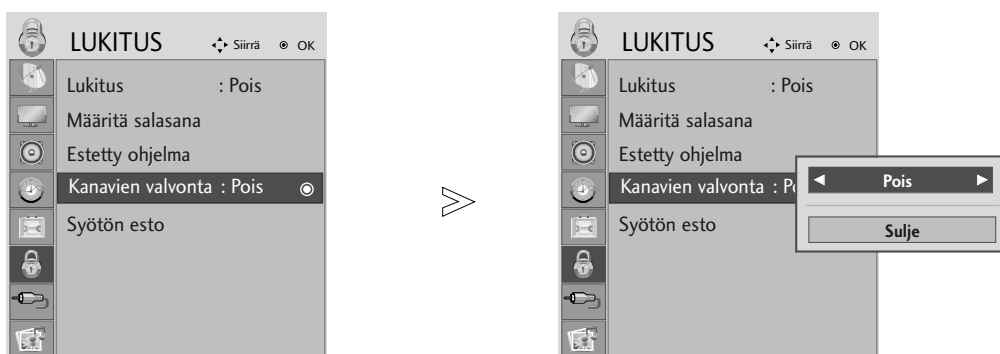 LUKITUS Siirrä OK
Lukitus : Pois
Määritä salasana
Estetty ohjelma
Kanavien valvonta : Pois
Syötön esto
LUKITUS Siirrä OK
Lukitus : Pois
Määritä salasana
Estetty ohjelma
Kanavien valvonta : P
Syötön esto
Pois
Sulje